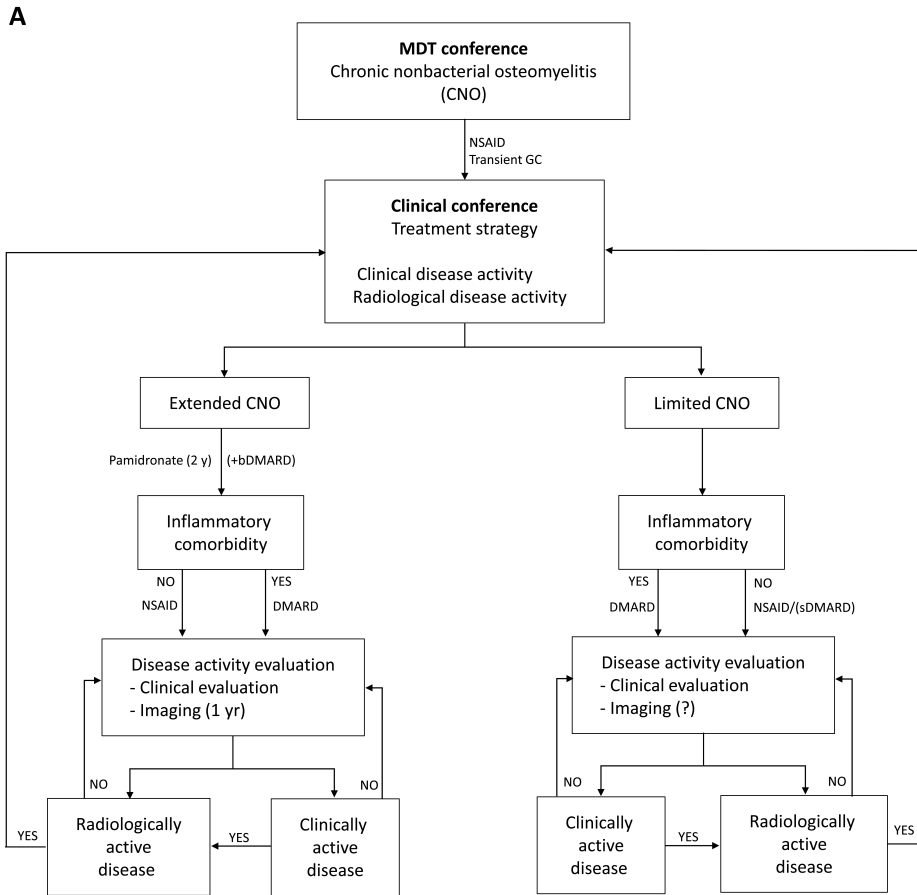 A
MDT conference
Chronic nonbacterial osteomyelitis
(CNO)
NSAID
Transient GC
Clinical conference
Treatment strategy
Clinical disease activity
Radiological disease activity
Extended CNO
Limited CNO
Pamidronate (2 y) (+bDMARD)
Inflammatory
comorbidity
Inflammatory
comorbidity
NO
NSAID
YES
DMARD
YES
DMARD
NO
NSAID/(sDMARD)
Disease activity evaluation
- Clinical evaluation
- Imaging (1 yr)
Disease activity evaluation
- Clinical evaluation
- Imaging (?)
NO
NO
NO
NO
YES
Radiologically
active
disease
YES
Clinically
active
disease
Clinically
active
disease
YES
Radiologically
active
disease
YES